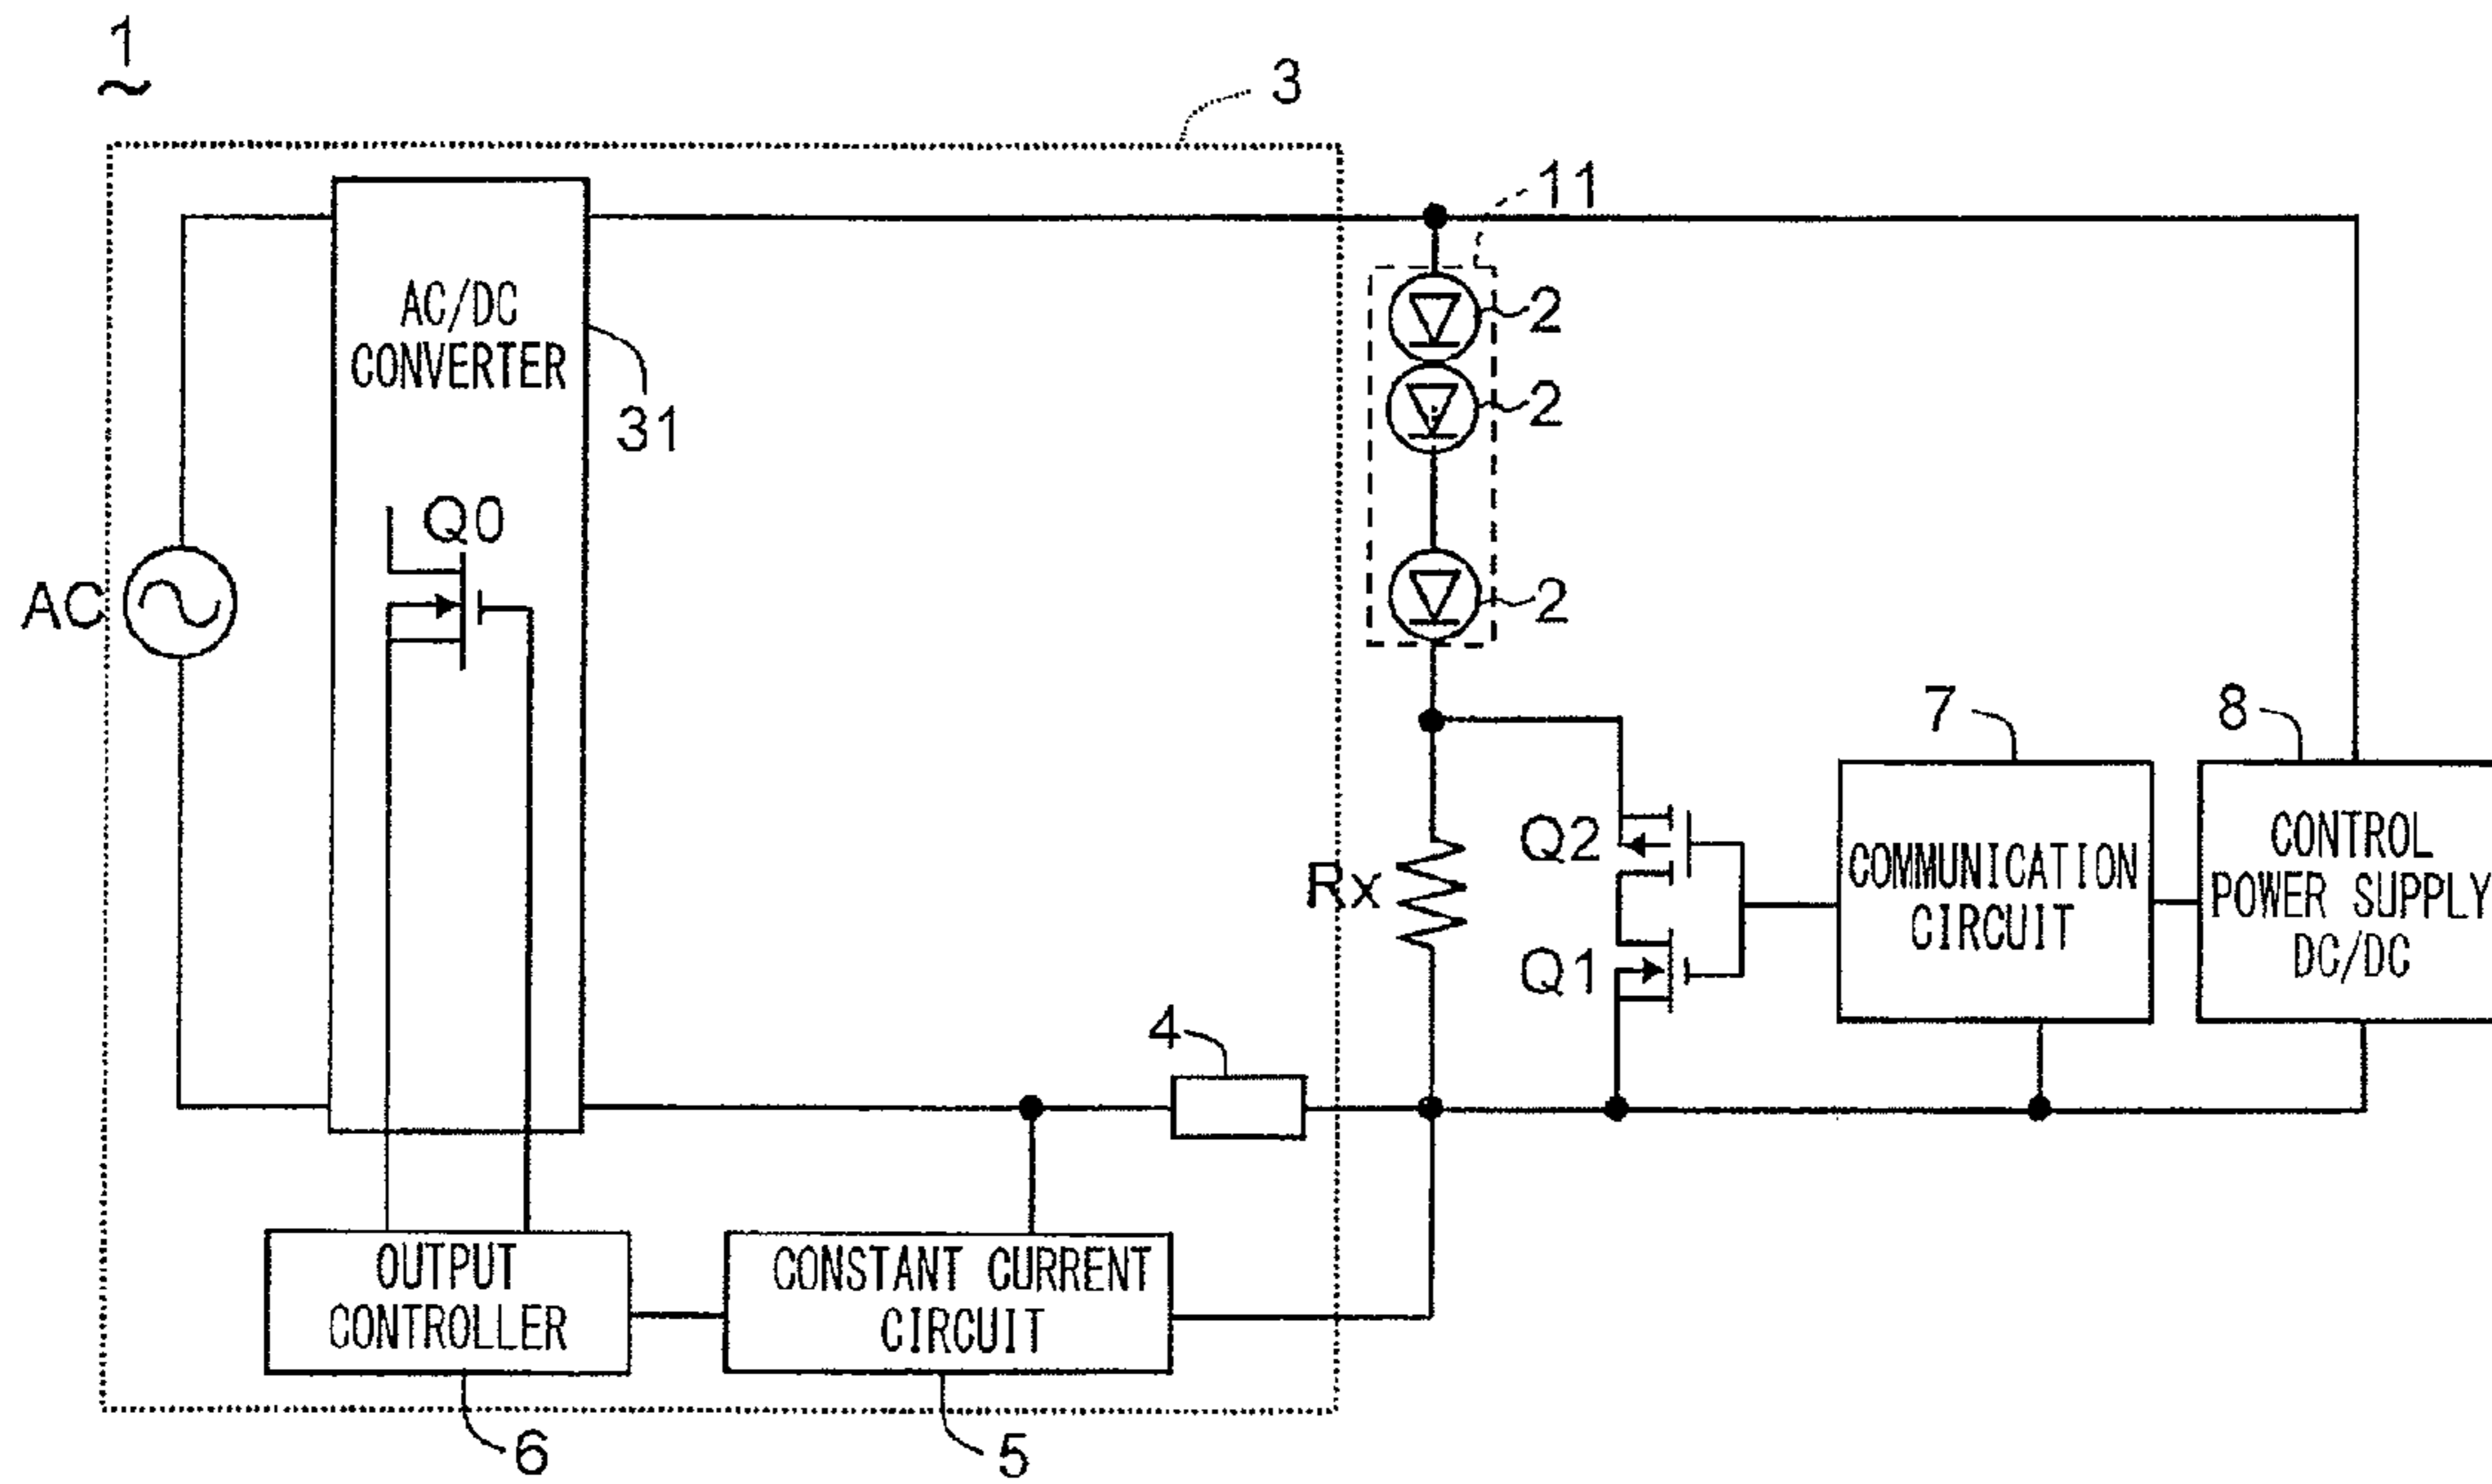 1
3
11
AC/DC
CONVERTER
2
31
2
Q0
AC
2
7
8
Q2
Rx
COMMUNICATION
CIRCUIT
CONTROL
POWER SUPPLY
DC/DC
Q1
4
OUTPUT
CONTROLLER
CONSTANT CURRENT
CIRCUIT
6
5